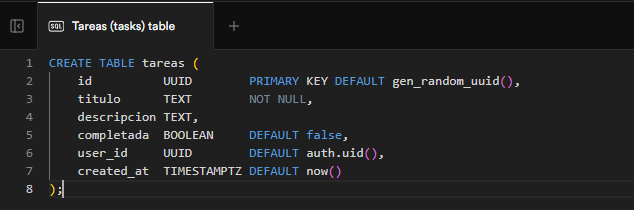 SQL Tareas (tasks) table +
1 CREATE TABLE tareas (
2 id UUID PRIMARY KEY DEFAULT gen_random_uuid(),
3 titulo TEXT NOT NULL,
4 descripcion TEXT,
5 completada BOOLEAN DEFAULT false,
6 user_id UUID DEFAULT auth.uid(),
7 created_at TIMESTAMPTZ DEFAULT now()
8 );